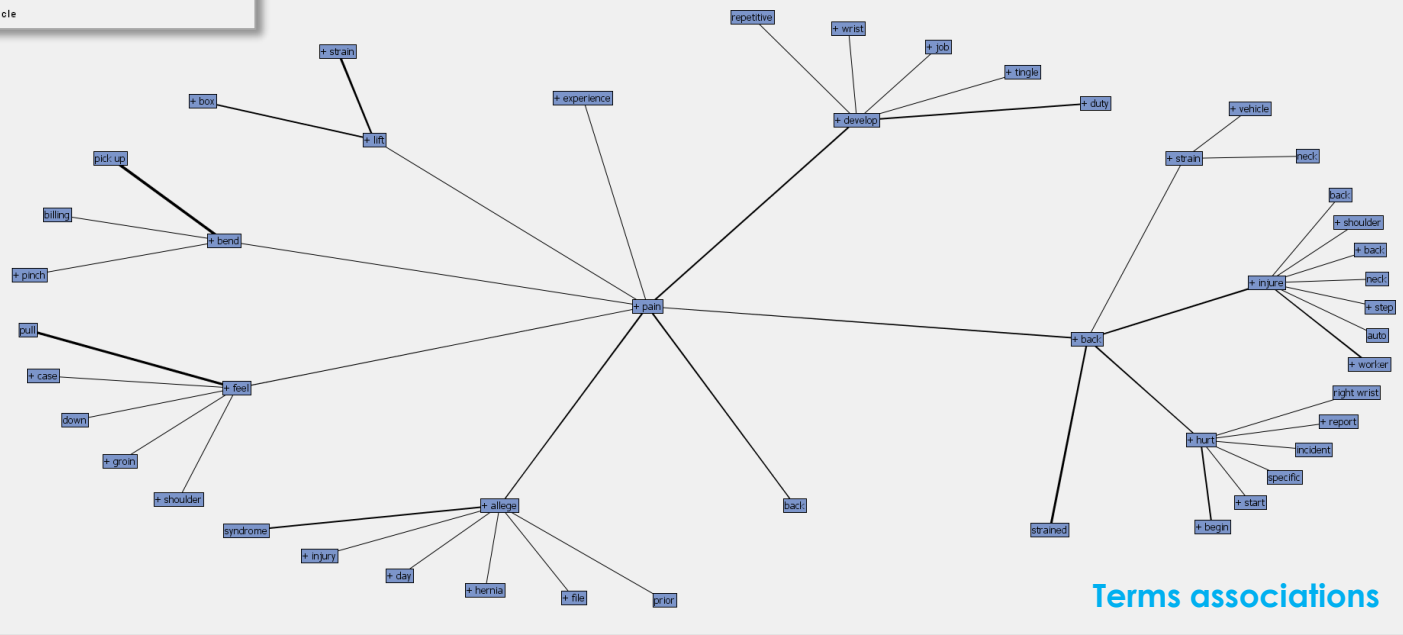 cle
repetitive
+ wrist
+ job
+ strain
+ tingle
+ experience
+ box
+ duty
+ vehicle
+ develop
+ lift
pick up
+ strain
neck
back
billing
+ shoulder
+ bend
+ back
+ pinch
neck
+ injure
+ pain
+ step
pull
auto
+ back
+ worker
+ case
+ feel
right wrist
down
+ report
+ hurt
incident
+ groin
specific
+ shoulder
+ start
+ allege
back
+ begin
syndrome
strained
+ injury
+ day
+ hernia
+ file
prior
Terms associations